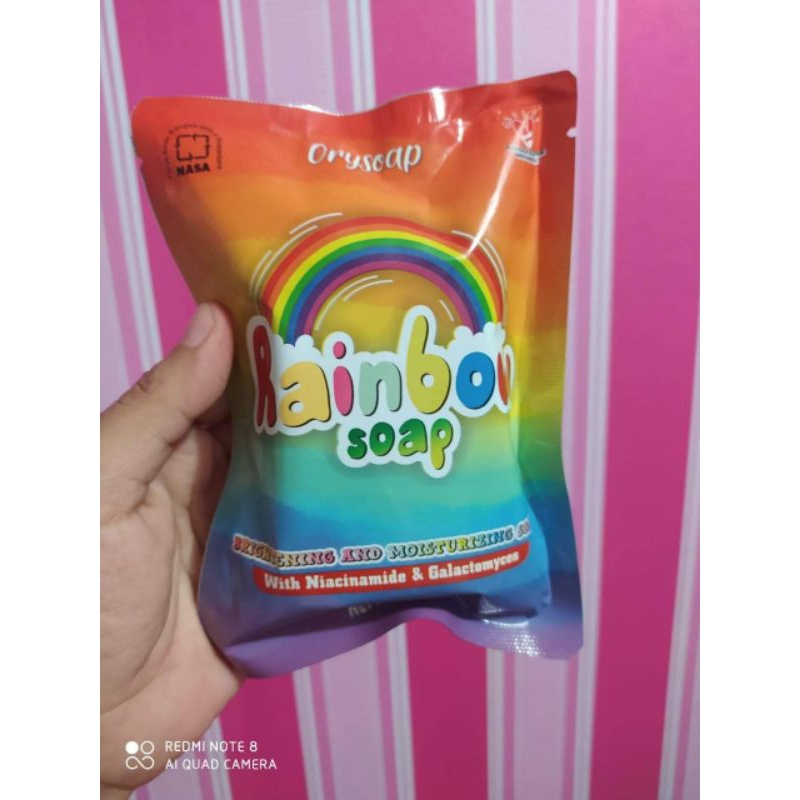 Orysoap
NASA
Rainbow
soap
BRIGHTENING AND MOISTURIZING
With Niacinamide & Galactomyces
REDMI NOTE 8
AI QUAD CAMERA